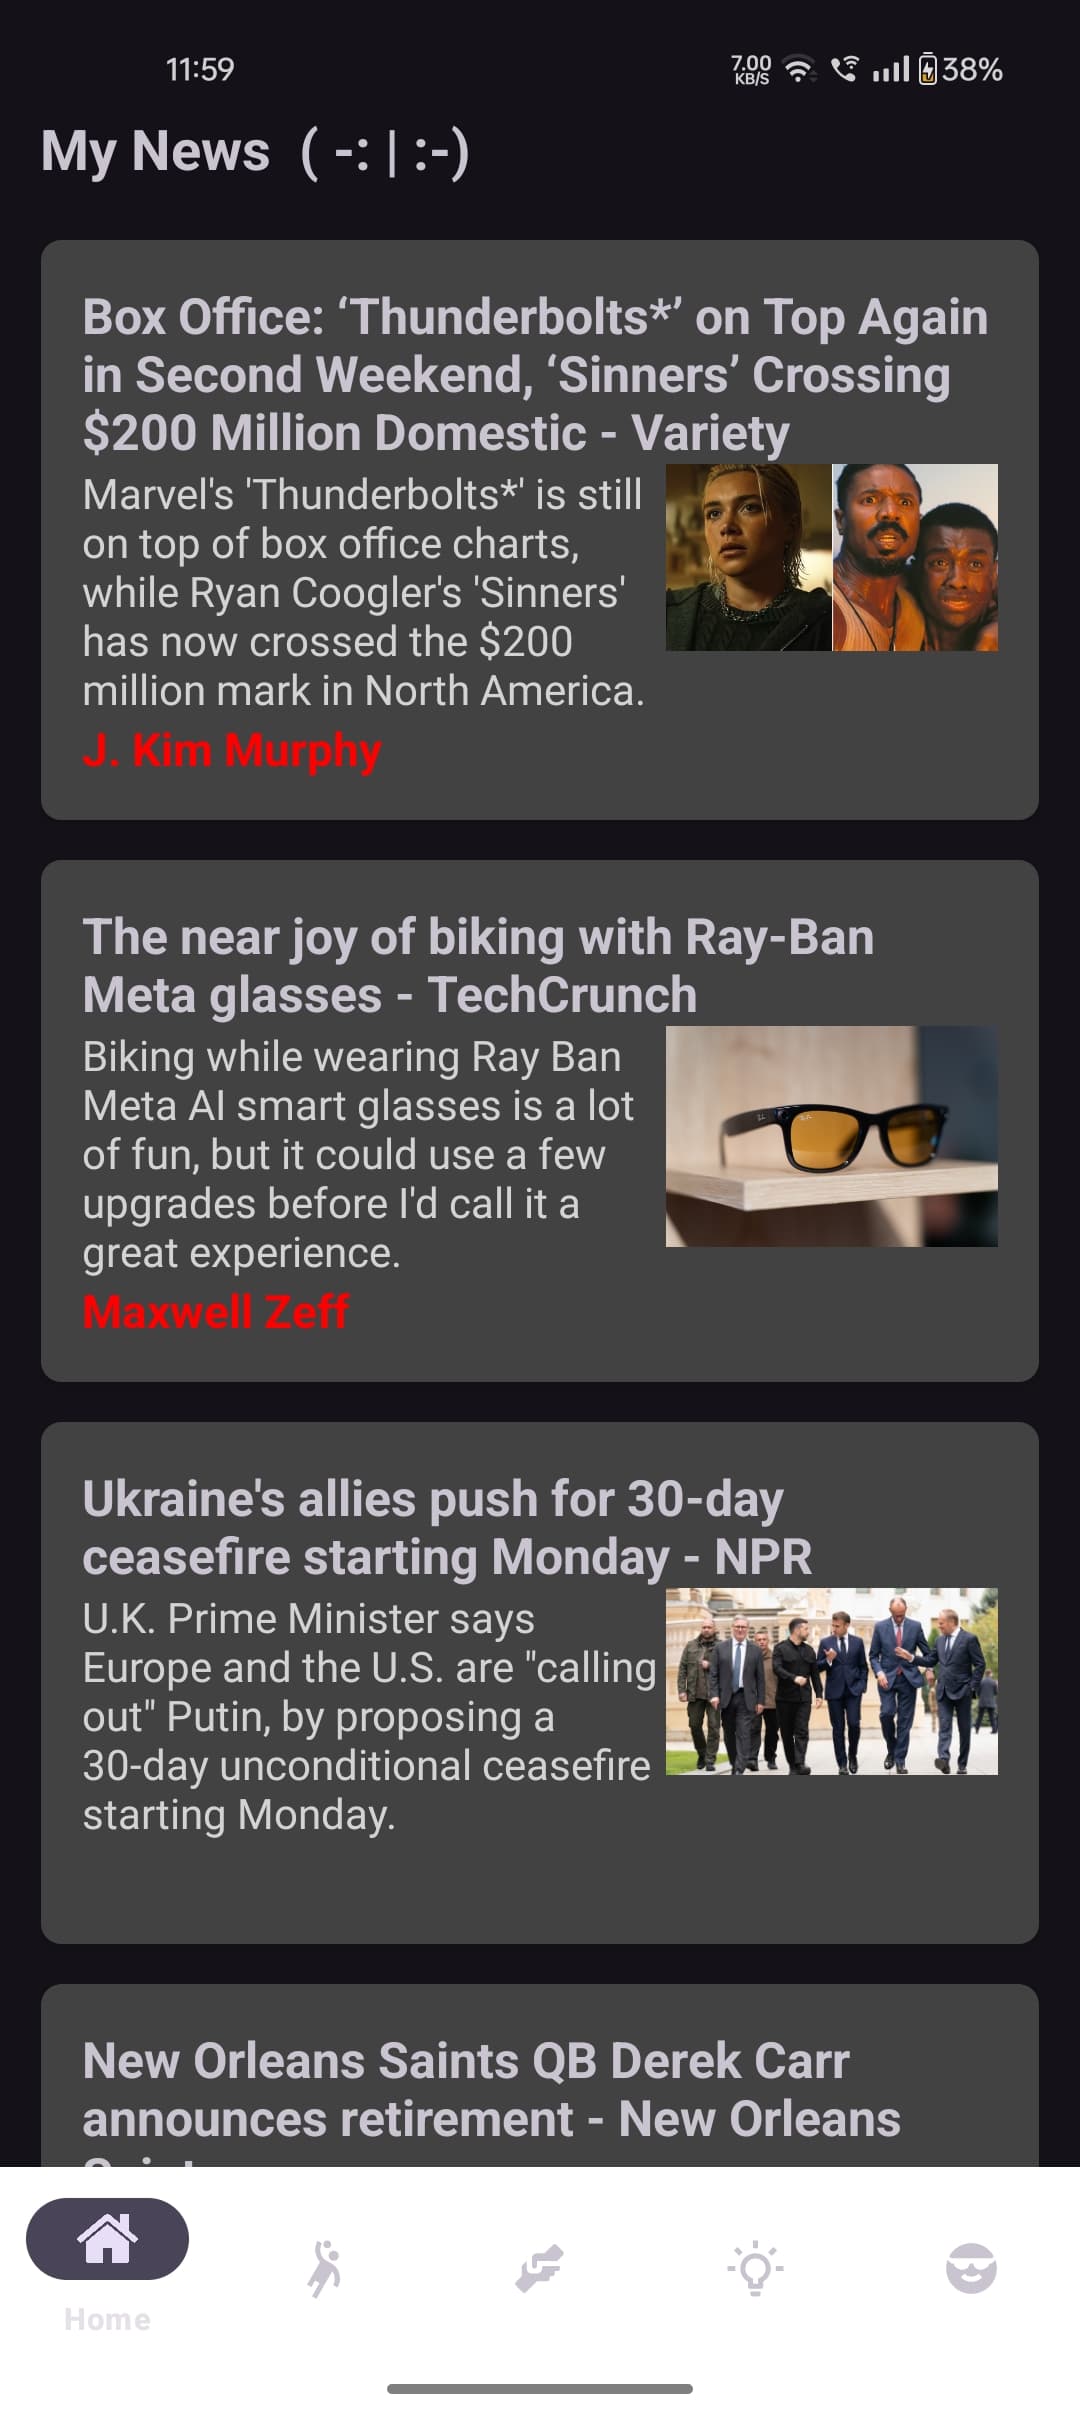 11:59
7.00
KB/S
38%
My News ( -: | :-)
Box Office: ‘Thunderbolts*’ on Top Again
in Second Weekend, ‘Sinners’ Crossing
$200 Million Domestic - Variety
Marvel's 'Thunderbolts*' is still
on top of box office charts,
while Ryan Coogler's 'Sinners'
has now crossed the $200
million mark in North America.
J. Kim Murphy
The near joy of biking with Ray-Ban
Meta glasses - TechCrunch
Biking while wearing Ray Ban
Meta AI smart glasses is a lot
of fun, but it could use a few
upgrades before I'd call it a
great experience.
Maxwell Zeff
Ukraine's allies push for 30-day
ceasefire starting Monday - NPR
U.K. Prime Minister says
Europe and the U.S. are "calling
out" Putin, by proposing a
30-day unconditional ceasefire
starting Monday.
New Orleans Saints QB Derek Carr
announces retirement - New Orleans
Home